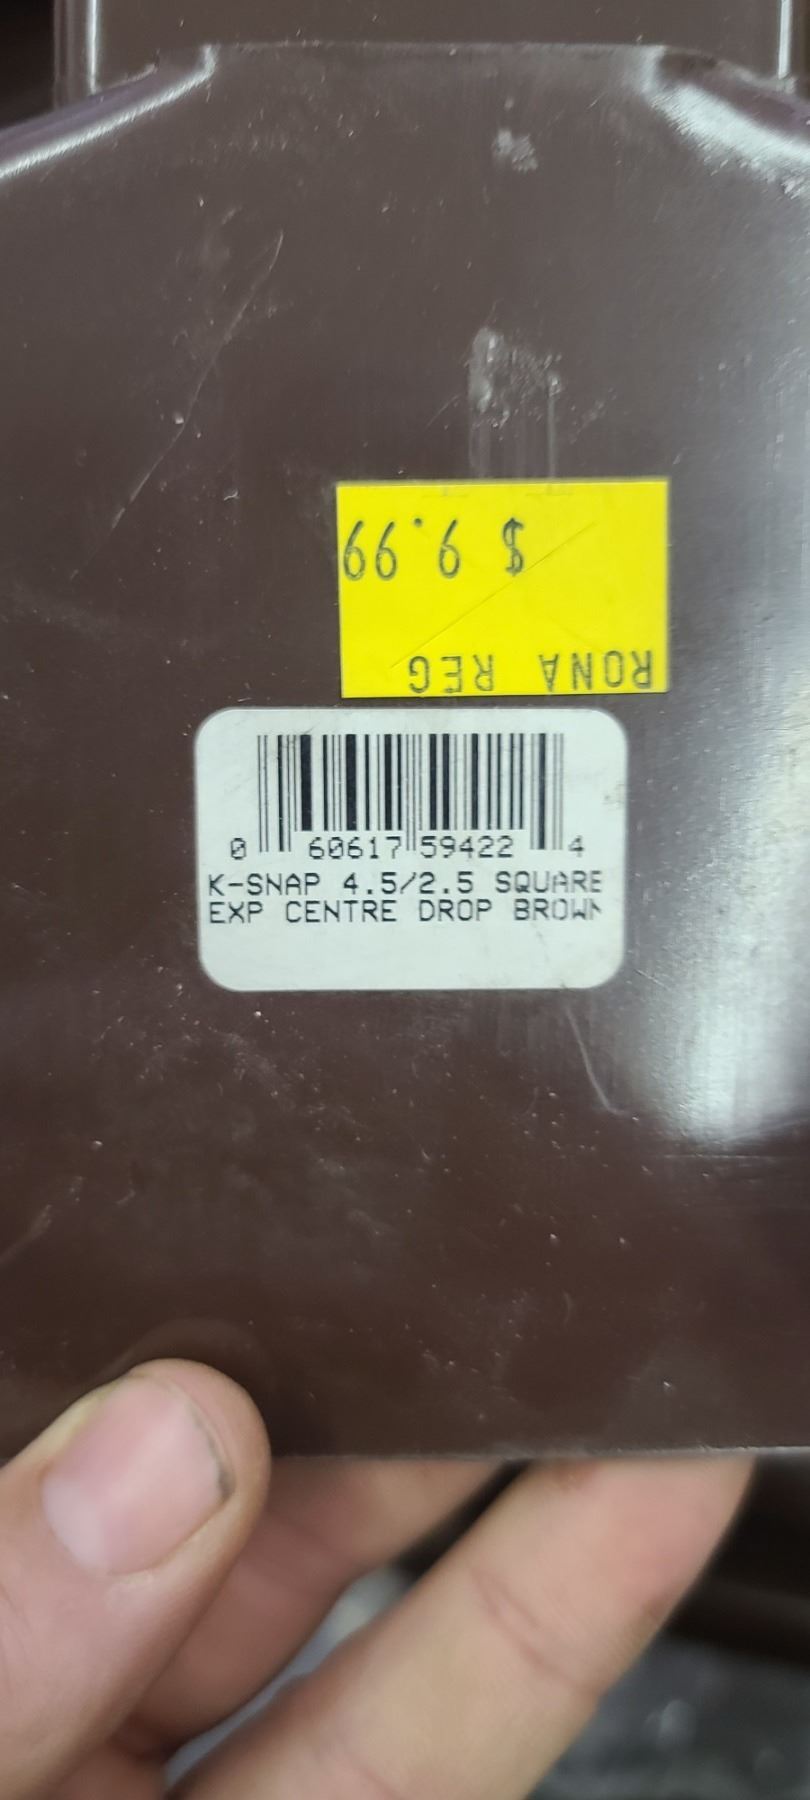 $ 9.99
RONA REG
0 60617 59422 4
K-SNAP 4.5/2.5 SQUARE
EXP CENTRE DROP BROWN